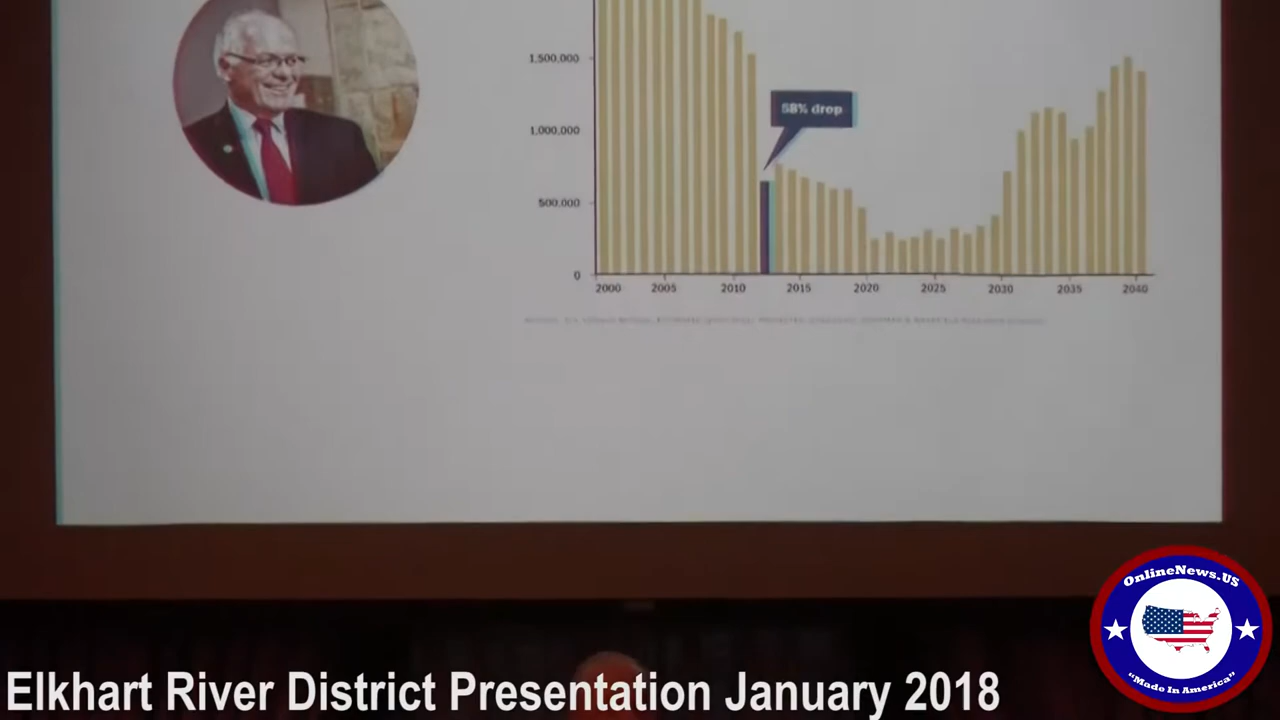 1,500,000
58% drop
1,000,000
500,000
0
2000 2005 2010 2015 2020 2025 2030 2035 2040
OnlineNews.US
"Made In America"
Elkhart River District Presentation January 2018